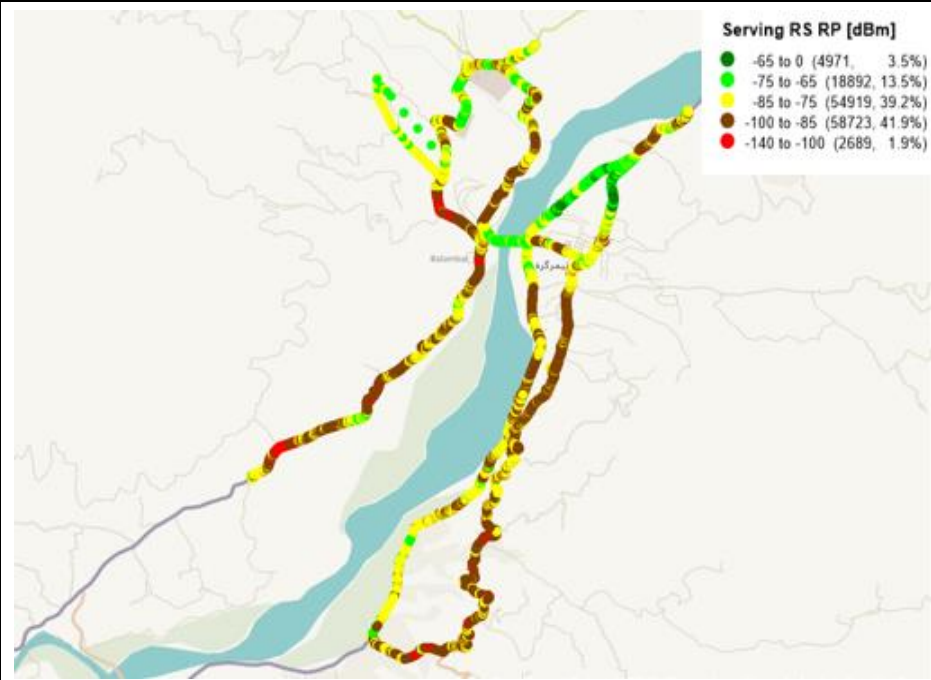 Serving RS RP [dBm]
-65 to 0 (4971, 3.5%)
-75 to -65 (18892, 13.5%)
-85 to -75 (54919, 39.2%)
-100 to -85 (58723, 41.9%)
-140 to -100 (2689, 1.9%)